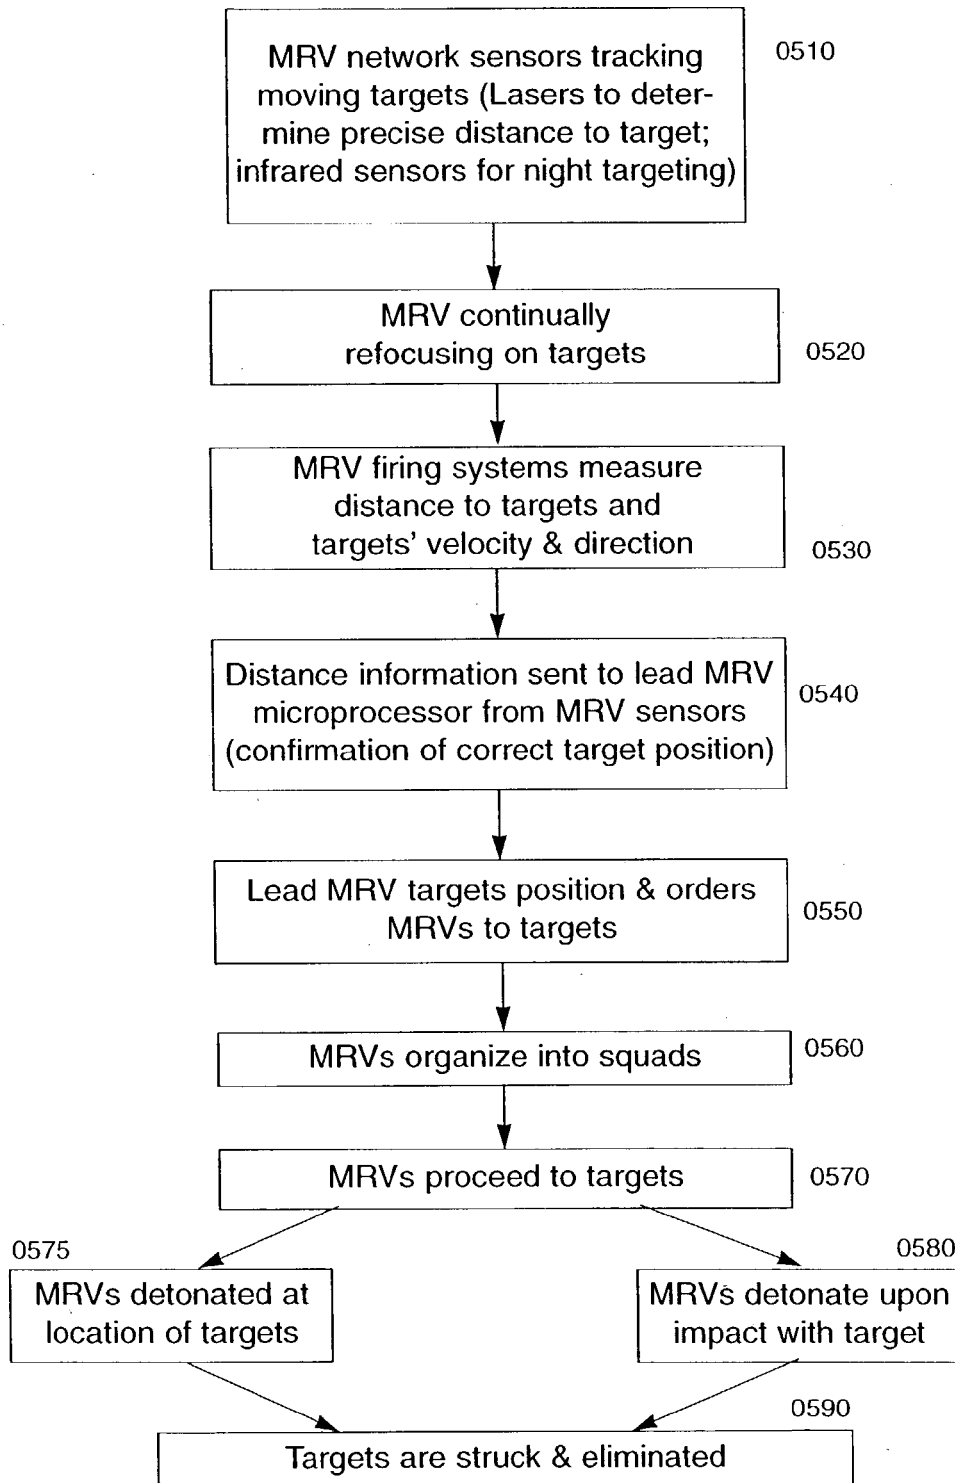 MRV network sensors tracking
moving targets (Lasers to deter-
mine precise distance to target;
infrared sensors for night targeting)
0510
MRV continually
refocusing on targets
0520
MRV firing systems measure
distance to targets and
targets' velocity & direction
0530
Distance information sent to lead MRV
microprocessor from MRV sensors
(confirmation of correct target position)
0540
Lead MRV targets position & orders
MRVs to targets
0550
MRVs organize into squads
0560
MRVs proceed to targets
0570
0575
MRVs detonated at
location of targets
0580
MRVs detonate upon
impact with target
0590
Targets are struck & eliminated